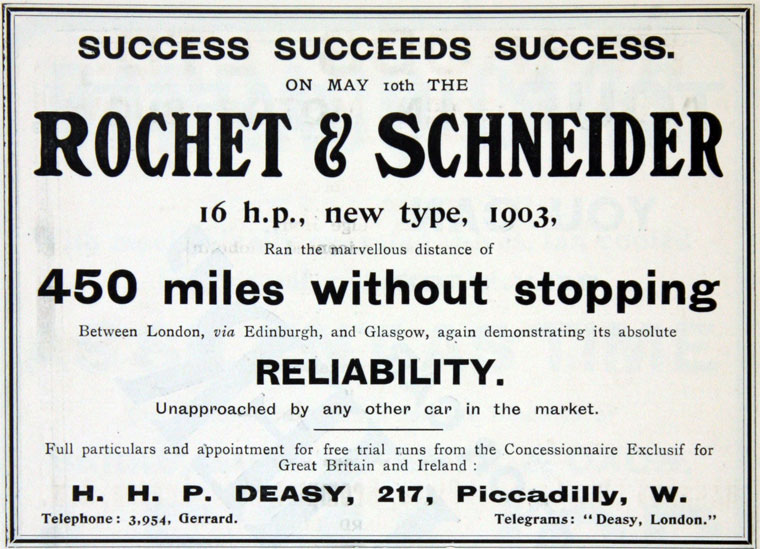 SUCCESS SUCCEEDS SUCCESS.
ON MAY 10th THE
ROCHET & SCHNEIDER
16 h.p., new type, 1903,
Ran the marvellous distance of
450 miles without stopping
Between London, via Edinburgh, and Glasgow, again demonstrating its absolute
RELIABILITY.
Unapproached by any other car in the market.
Full particulars and appointment for free trial runs from the Concessionnaire Exclusif for
Great Britain and Ireland :
H. H. P. DEASY, 217, Piccadilly, W.
Telephone: 3,954, Gerrard. Telegrams: "Deasy, London."